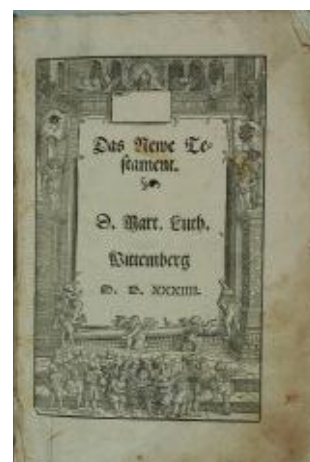 Das Newe Te-
stament.
D. Mart. Luth.
Wittemberg
M. D. XXXIIII.